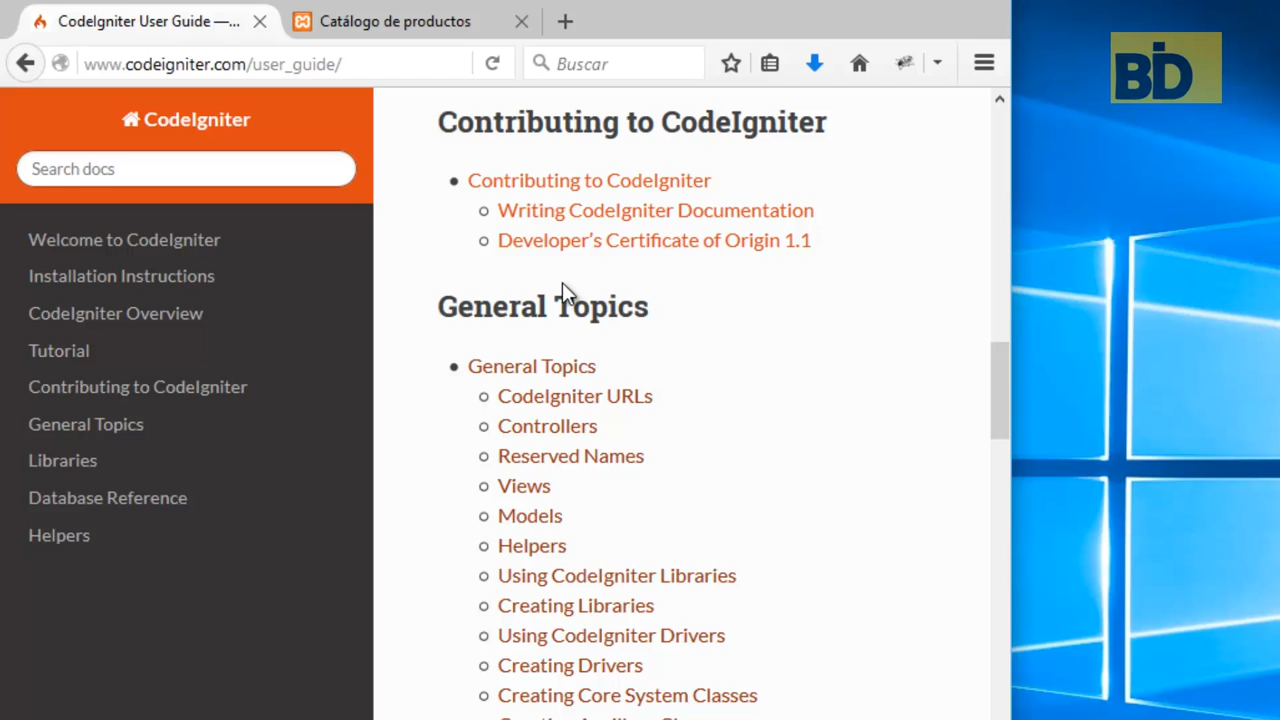 CodeIgniter User Guide —...
Catálogo de productos
www.codeigniter.com/user_guide/
Buscar
BID
CodeIgniter
Search docs
Welcome to CodeIgniter
Installation Instructions
CodeIgniter Overview
Tutorial
Contributing to CodeIgniter
General Topics
Libraries
Database Reference
Helpers
Contributing to CodeIgniter
Contributing to CodeIgniter
Writing CodeIgniter Documentation
Developer’s Certificate of Origin 1.1
General Topics
General Topics
CodeIgniter URLs
Controllers
Reserved Names
Views
Models
Helpers
Using CodeIgniter Libraries
Creating Libraries
Using CodeIgniter Drivers
Creating Drivers
Creating Core System Classes